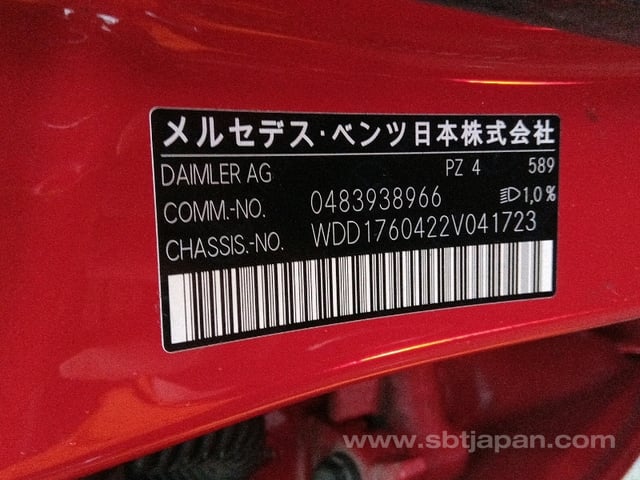 メルセデス・ベンツ日本株式会社
DAIMLER AG PZ 4 589
COMM.-NO. 0483938966 1,0 %
CHASSIS.-NO. WDD1760422V041723
www.sbtjapan.com